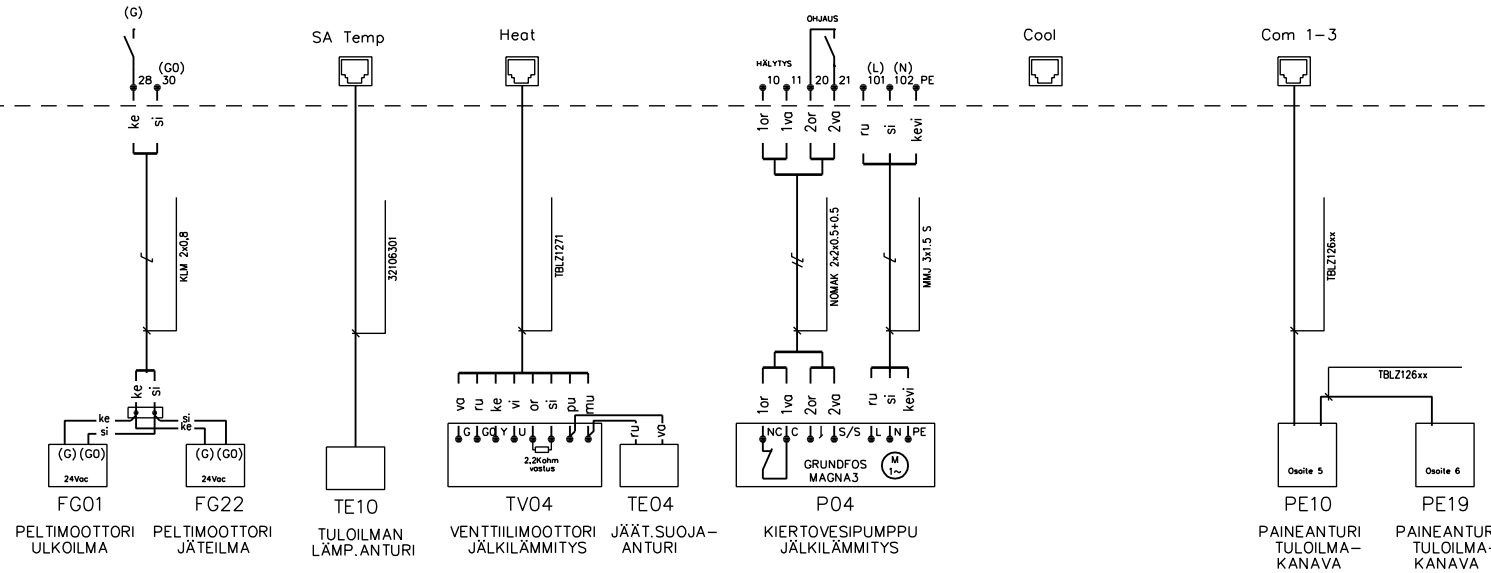 (G)
28
(G0)
30
ke
si
KLM 2x0,8
ke
si
ke
si
si
ke
(G) (G0)
24Vac
(G) (G0)
24Vac
FG01
FG22
PELTIMOOTTORI
ULKOILMA
PELTIMOOTTORI
JÄTEILMA
SA Temp
32106301
TE10
TULOILMAN
LÄMP.ANTURI
Heat
TBLZ1271
va
ru
ke
vi
or
si
pu
mu
G
G0
Y
U
2,2Kohm
vastus
ru
va
TV04
VENTTIILIMOOTTORI
JÄLKILÄMMITYS
TE04
JÄÄT.SUOJA-
ANTURI
OHJAUS
HÄLYTYS
10
11
20
21
(L)
101
(N)
102
PE
1or
1va
2or
2va
ru
si
kevi
NOMAK 2x2x0.5+0.5
MMJ 3x1.5 S
1or
1va
2or
2va
ru
si
kevi
NC
C
S/S
L
N
PE
GRUNDFOS
MAGNA3
M
1~
P04
KIERTOVESIPUMPPU
JÄLKILÄMMITYS
Cool
Com 1-3
TBLZ126xx
TBLZ126xx
Osoite 5
Osoite 6
PE10
PAINEANTURI
TULOILMA-
KANAVA
PE19
PAINEANTURI
TULOILMA-
KANAVA